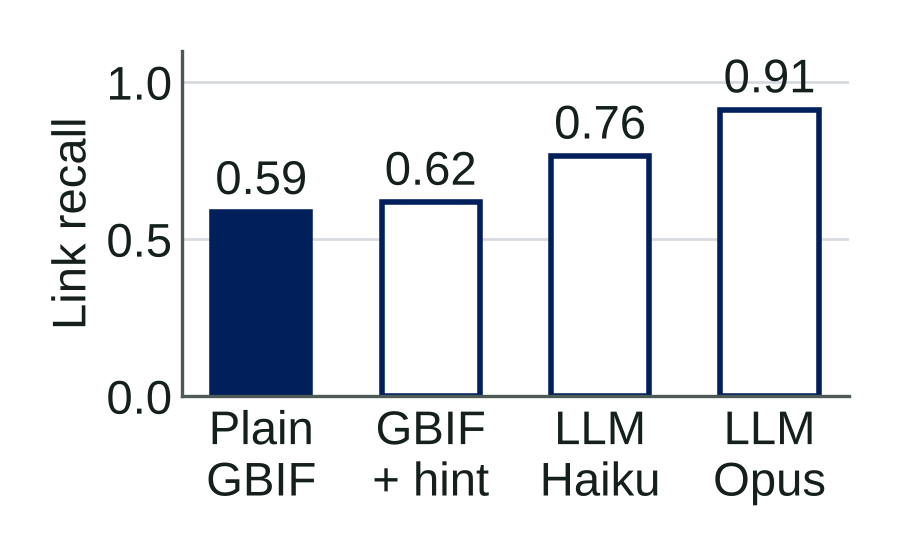 Link recall
1.0
0.5
0.0
0.59
0.62
0.76
0.91
Plain
GBIF
GBIF
+ hint
LLM
Haiku
LLM
Opus